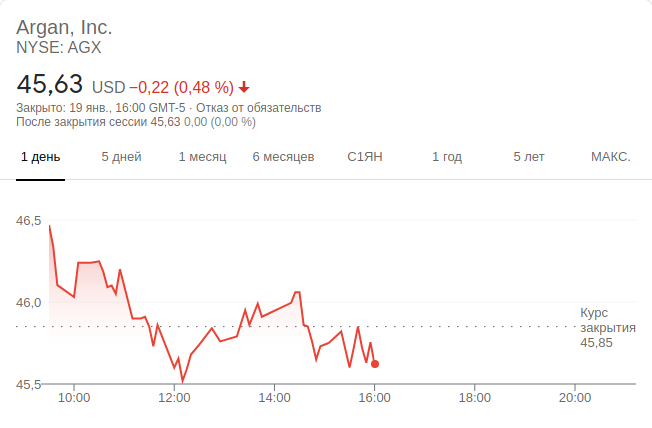 Argan, Inc.
NYSE: AGX
45,63 USD −0,22 (0,48 %)
Закрыто: 19 янв., 16:00 GMT-5 · Отказ от обязательств
После закрытия сессии 45,63 0,00 (0,00 %)
1 день 5 дней 1 месяц 6 месяцев С1ЯН 1 год 5 лет МАКС.
46,5
46,0
Курс
закрытия
45,85
45,5
10:00 12:00 14:00 16:00 18:00 20:00